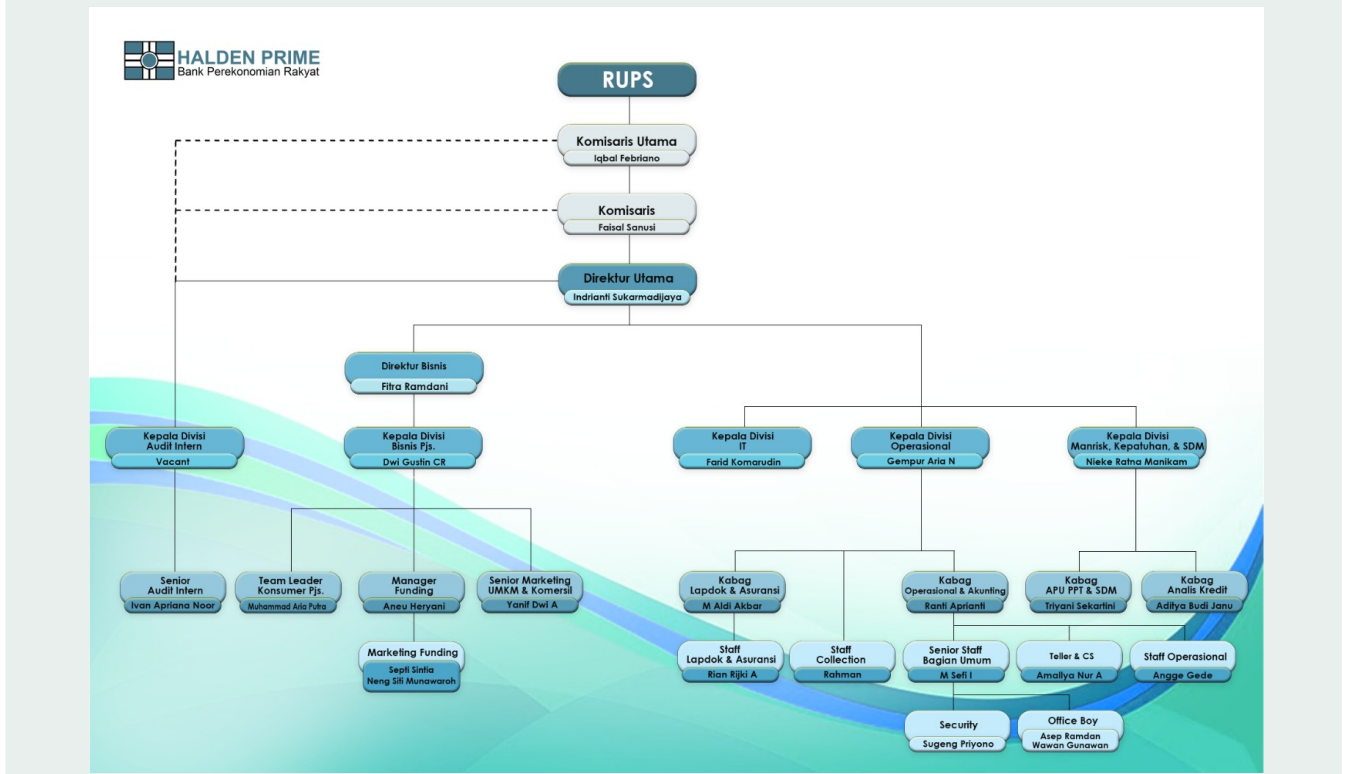 HALDEN PRIME
Bank Perekonomian Rakyat
RUPS
Komisaris Utama
Iqbal Febriano
Komisaris
Faisal Sanusi
Direktur Utama
Indrianti Sukarmadijaya
Direktur Bisnis
Fitra Ramdani
Kepala Divisi
Audit Intern
Vacant
Kepala Divisi
Bisnis Pjs.
Dwi Gustin CR
Kepala Divisi
IT
Farid Komarudin
Kepala Divisi
Operasional
Gempur Aria N
Kepala Divisi
Manrisk, Kepatuhan, & SDM
Nieke Ratna Manikam
Senior
Audit Intern
Ivan Apriana Noor
Team Leader
Konsumer Pjs.
Muhammad Aria Putra
Manager
Funding
Aneu Heryani
Senior Marketing
UMKM & Komersil
Yanif Dwi A
Kabag
Lapdok & Asuransi
M Aldi Akbar
Kabag
Operasional & Akunting
Ranti Aprianti
Kabag
APU PPT & SDM
Triyani Sekartini
Kabag
Analis Kredit
Aditya Budi Janu
Marketing Funding
Septi Sintia
Neng Siti Munawaroh
Staff
Lapdok & Asuransi
Rian Rijki A
Staff
Collection
Rahman
Senior Staff
Bagian Umum
M Sefi I
Teller & CS
Amallya Nur A
Staff Operasional
Angge Gede
Security
Sugeng Priyono
Office Boy
Asep Ramdan
Wawan Gunawan